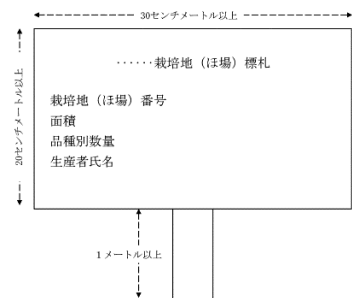 30センチメートル以上
20センチメートル以上
‥‥‥栽培地（ほ場）標札
栽培地（ほ場）番号
面積
品種別数量
生産者氏名
1メートル以上